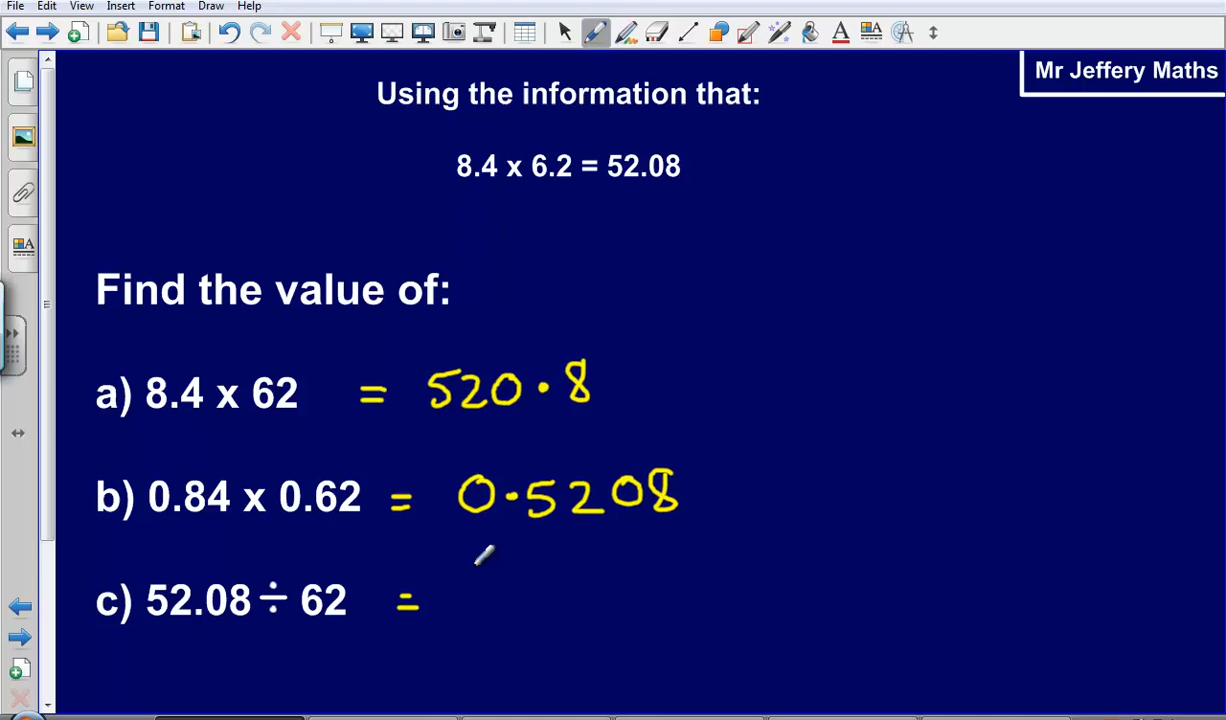 File Edit View Insert Format Draw Help
Mr Jeffery Maths
Using the information that:
8.4 x 6.2 = 52.08
Find the value of:
a) 8.4 x 62 = 520.8
b) 0.84 x 0.62 = 0.5208
c) 52.08 ÷ 62 =